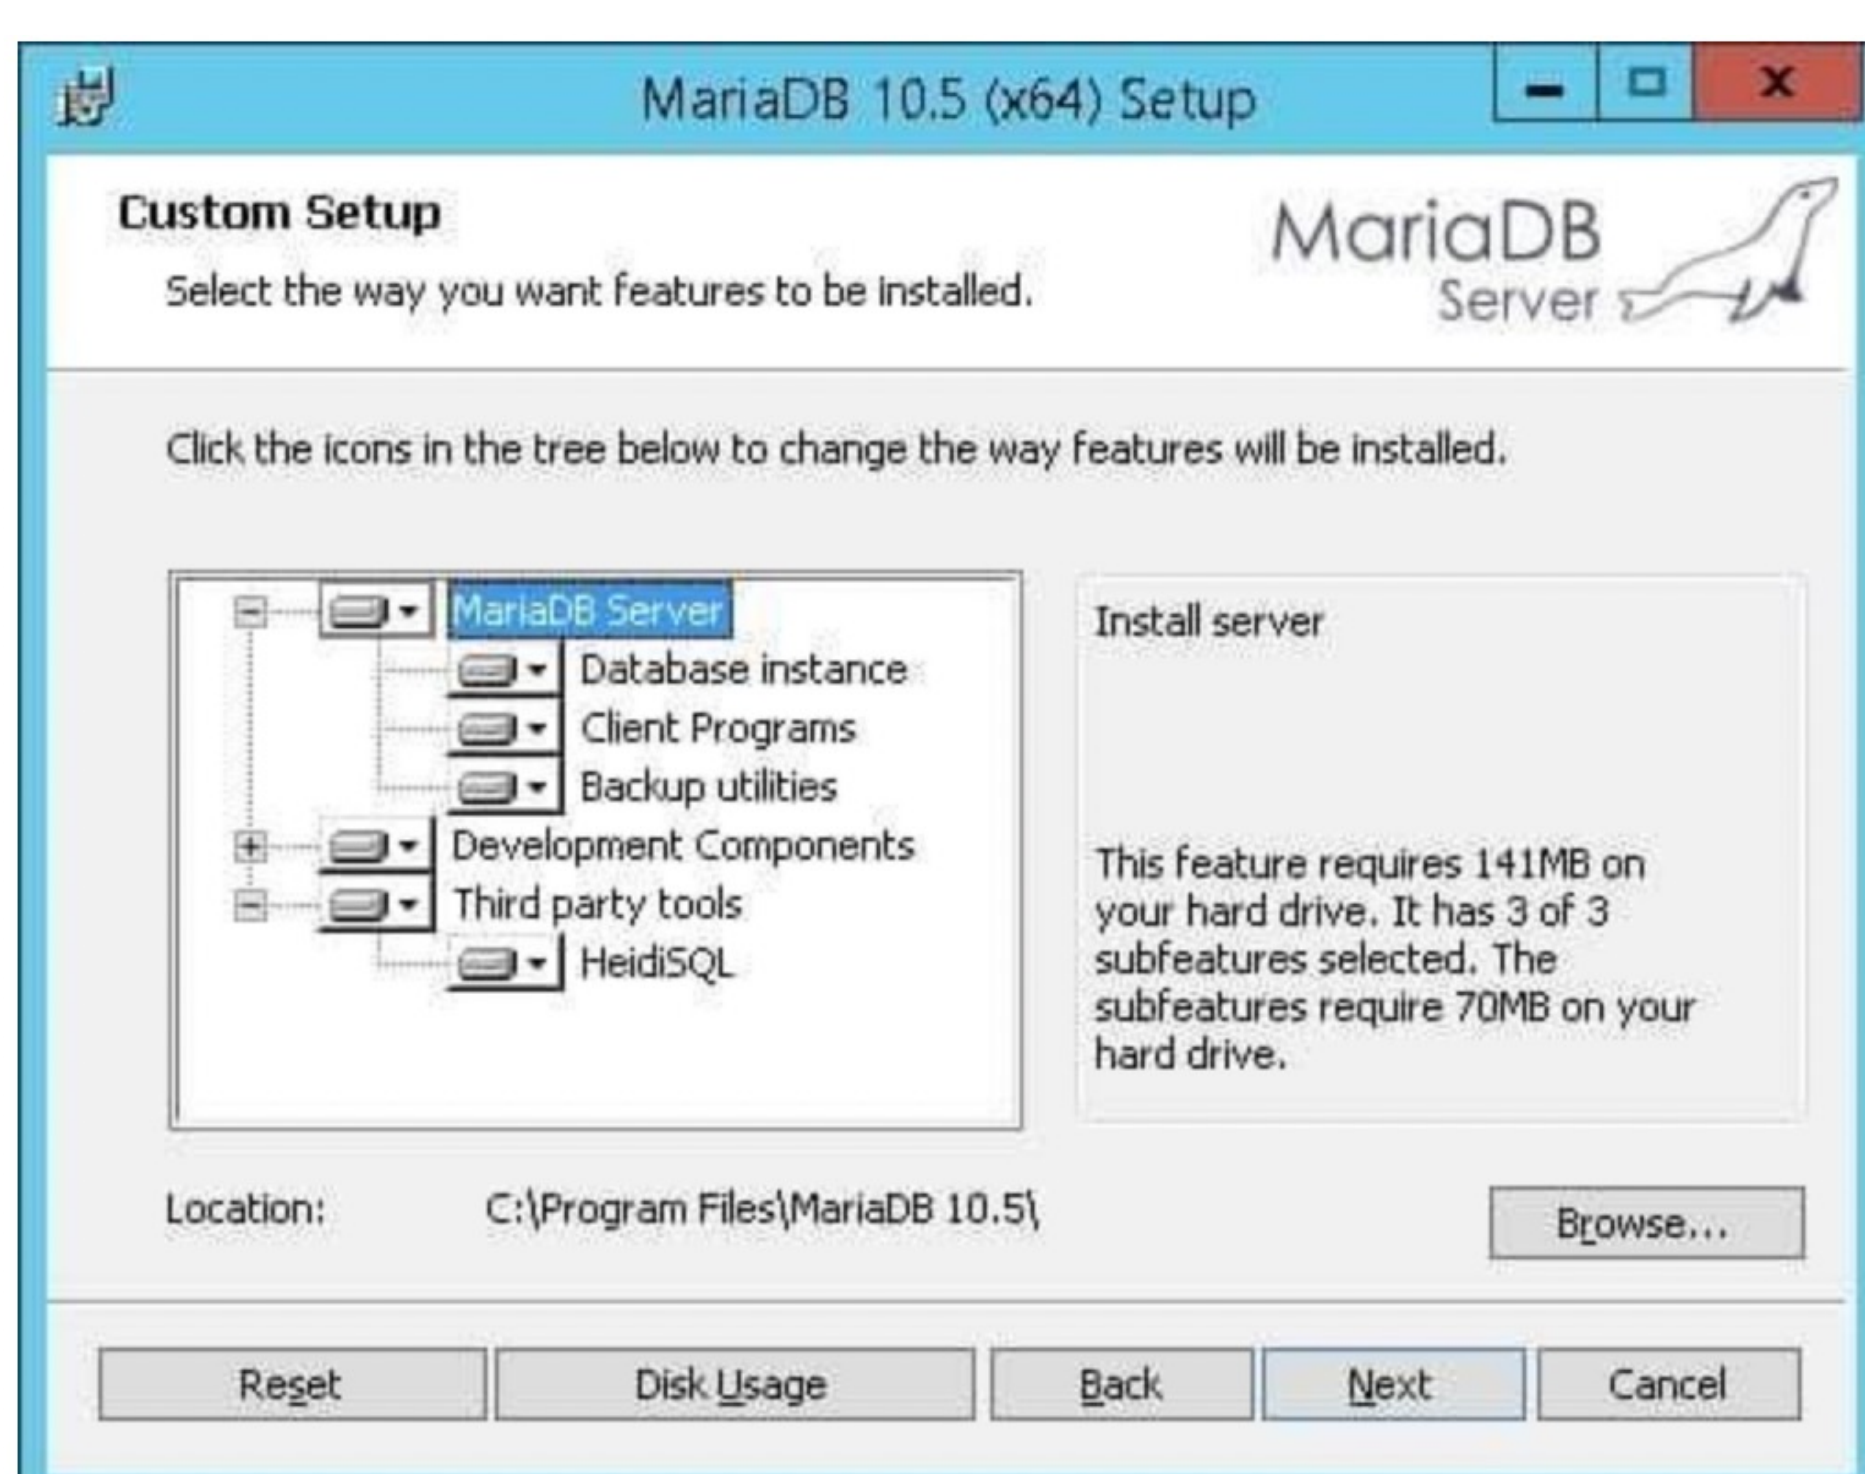 MariaDB 10.5 (x64) Setup
Custom Setup
Select the way you want features to be installed.
MariaDB
Server
Click the icons in the tree below to change the way features will be installed.
MariaDB Server
Database instance
Client Programs
Backup utilities
Development Components
Third party tools
HeidiSQL
Install server
This feature requires 141MB on
your hard drive. It has 3 of 3
subfeatures selected. The
subfeatures require 70MB on your
hard drive.
Location: C:\Program Files\MariaDB 10.5\
Browse...
Reset Disk Usage Back Next Cancel